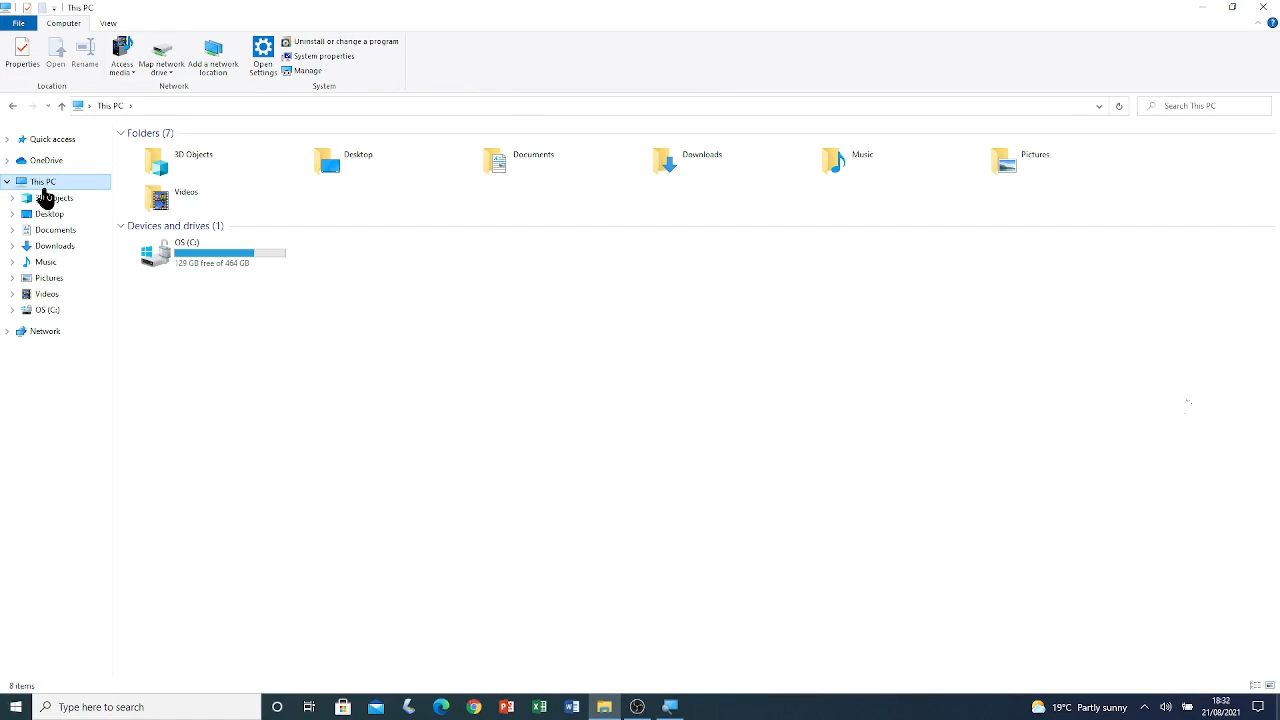 This PC
File
Computer
View
Properties
Open
Rename
Access media
Map network drive
Add a network location
Open Settings
Uninstall or change a program
System properties
Manage
Location
Network
System
This PC
Search This PC
Quick access
OneDrive
This PC
3D Objects
Desktop
Documents
Downloads
Music
Pictures
Videos
OS (C:)
Network
Folders (7)
3D Objects
Desktop
Documents
Downloads
Music
Pictures
Videos
Devices and drives (1)
OS (C:)
129 GB free of 464 GB
8 items
Type here to search
19°C Partly sunny
18:32
21/08/2021